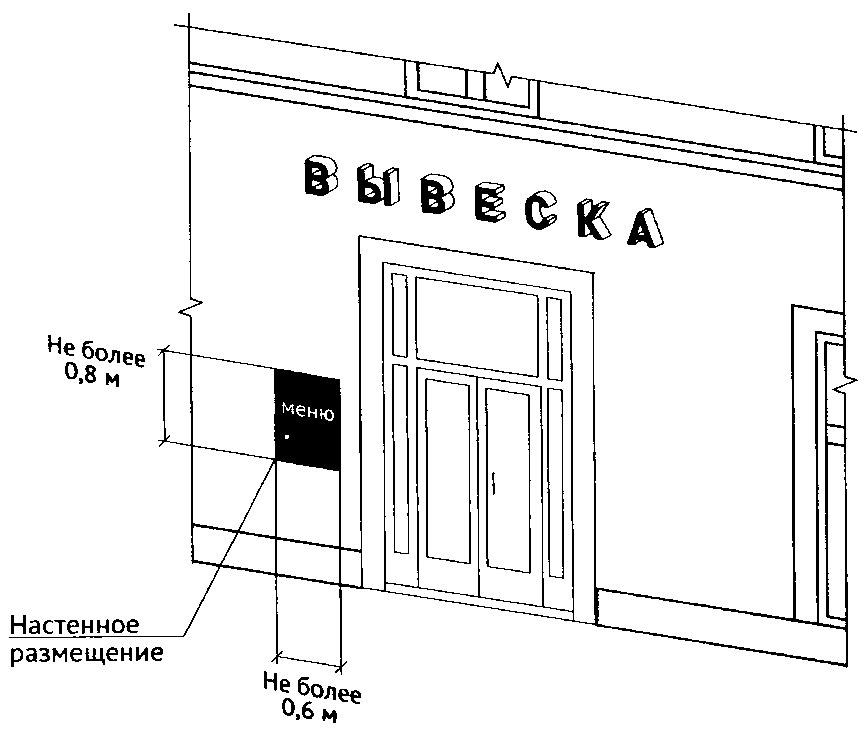 ВЫВЕСКА
Не более
0,8 м
меню
Настенное
размещение
Не более
0,6 м